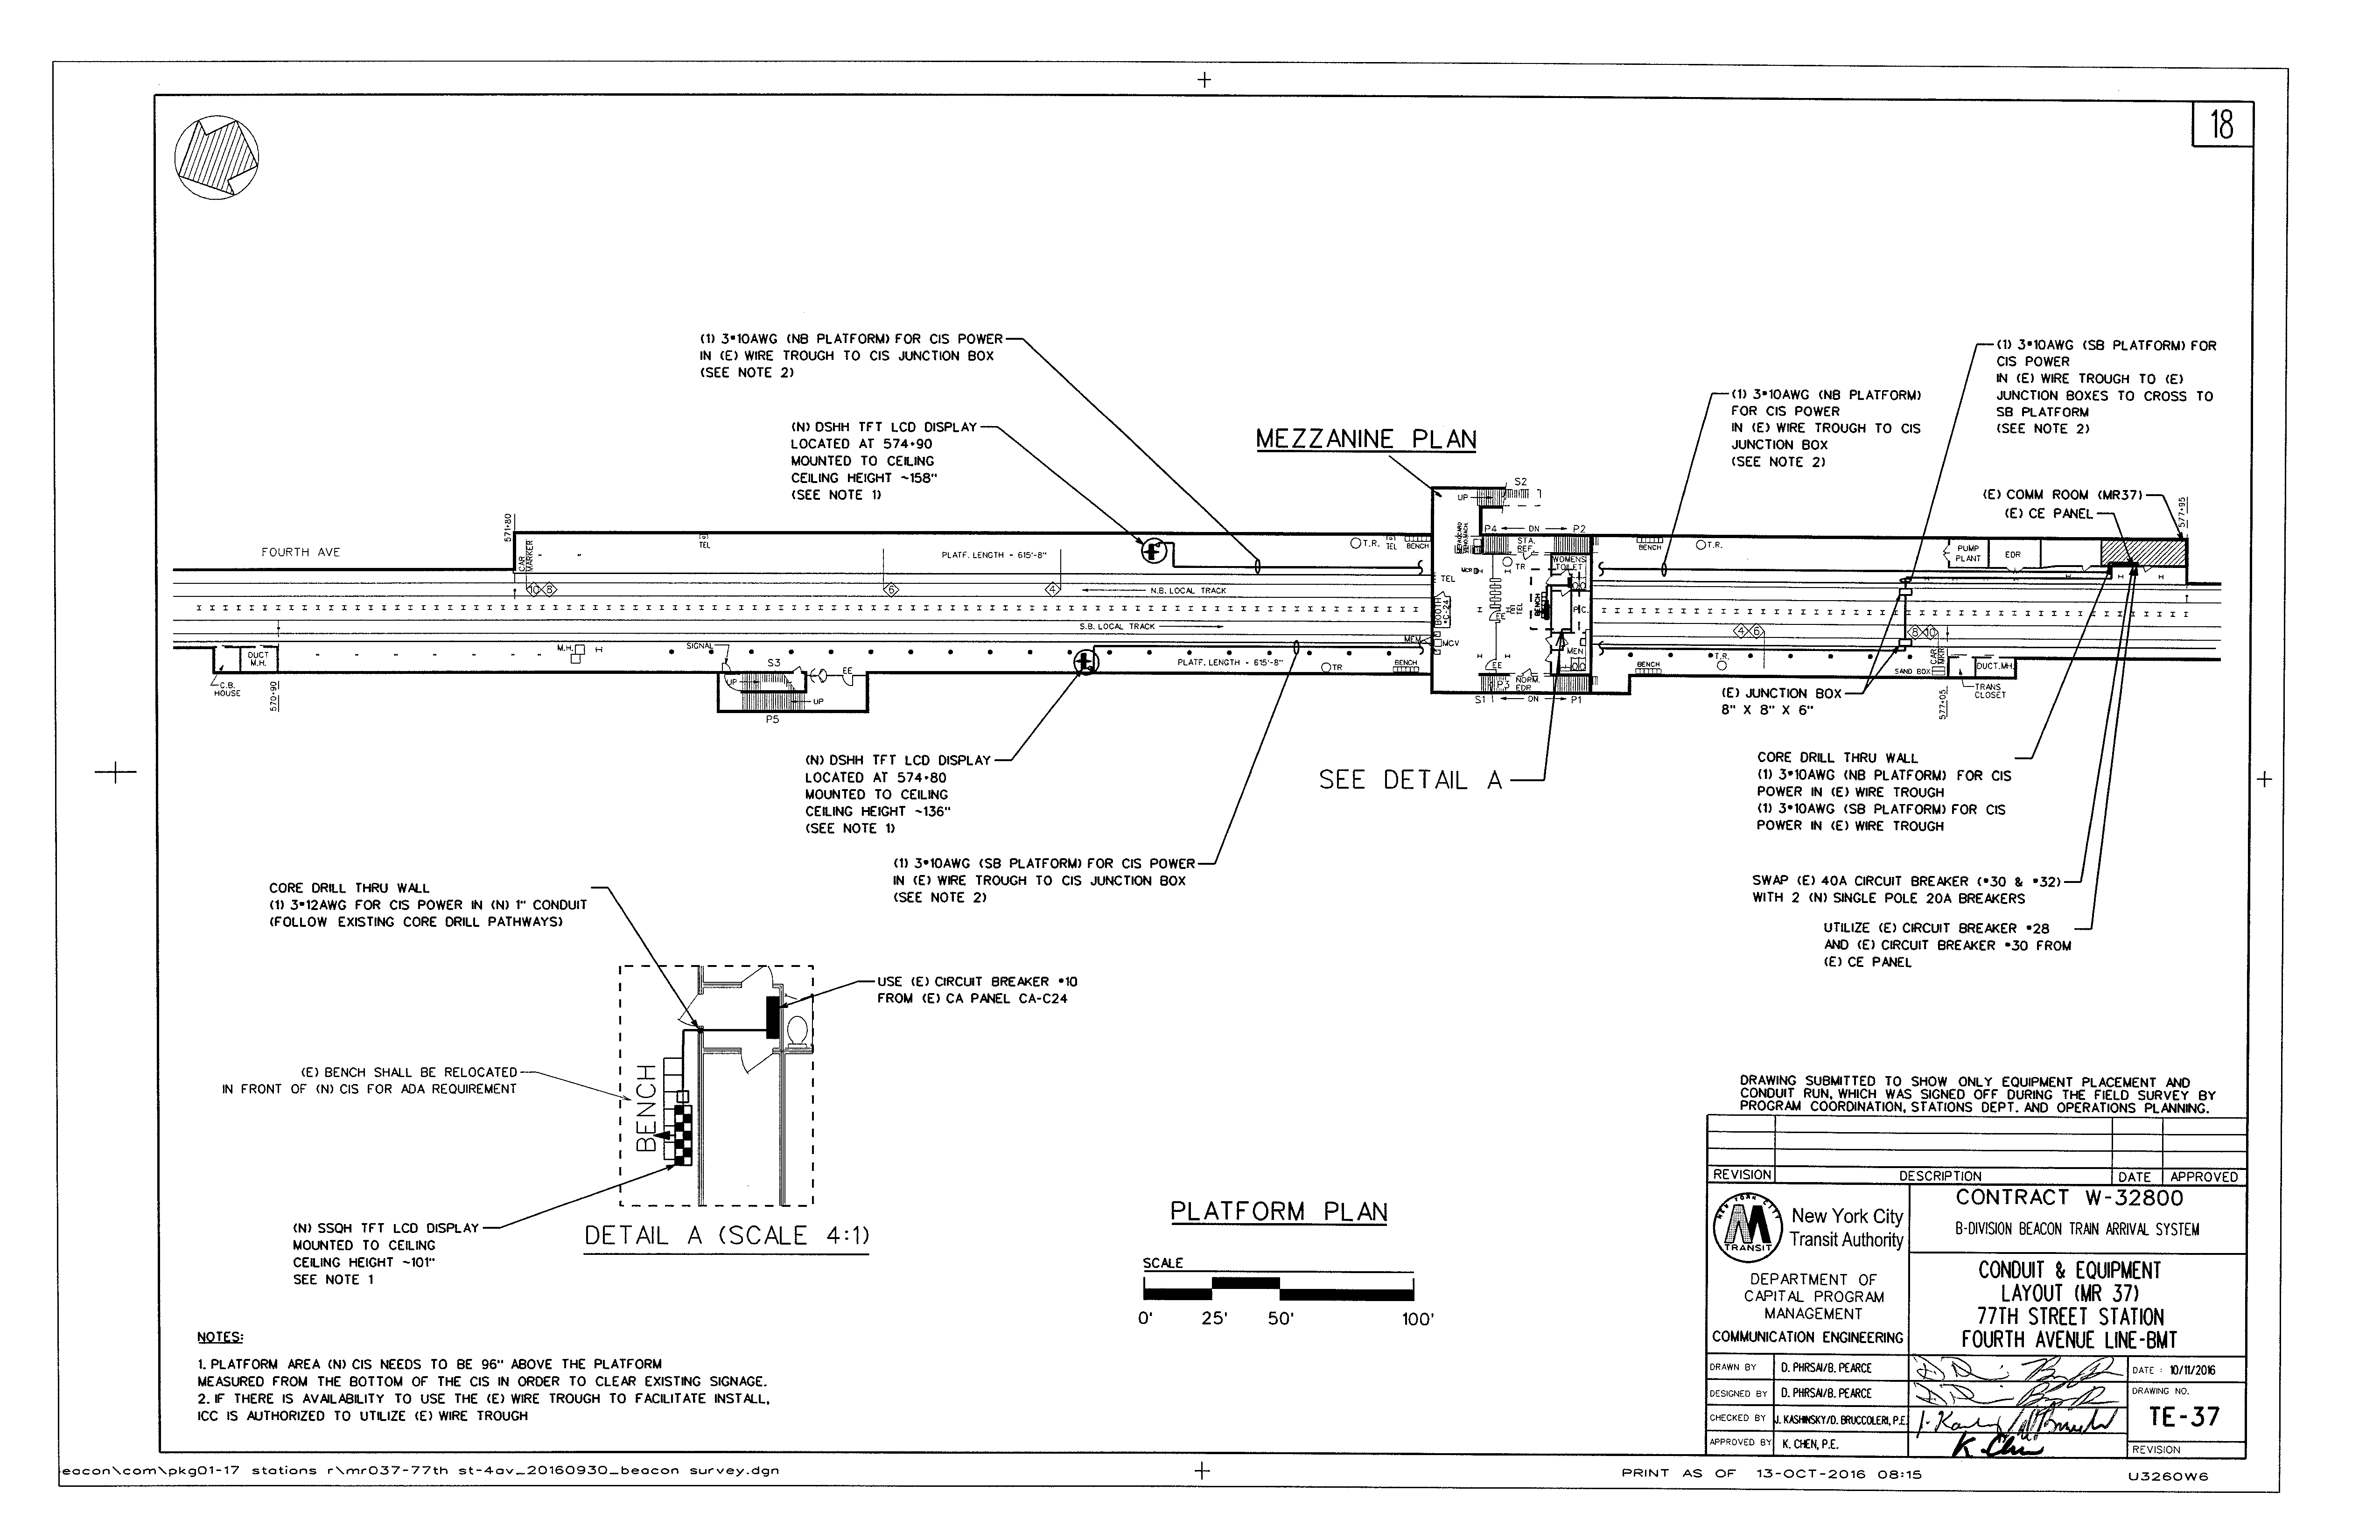 18
(1) 3#10AWG (NB PLATFORM) FOR CIS POWER
IN (E) WIRE TROUGH TO CIS JUNCTION BOX
(SEE NOTE 2)
(N) DSHH TFT LCD DISPLAY
LOCATED AT 574+90
MOUNTED TO CEILING
CEILING HEIGHT ~158"
(SEE NOTE 1)
MEZZANINE PLAN
(1) 3#10AWG (NB PLATFORM)
FOR CIS POWER
IN (E) WIRE TROUGH TO CIS
JUNCTION BOX
(SEE NOTE 2)
(1) 3#10AWG (SB PLATFORM) FOR
CIS POWER
IN (E) WIRE TROUGH TO (E)
JUNCTION BOXES TO CROSS TO
SB PLATFORM
(SEE NOTE 2)
(E) COMM ROOM (MR37)
(E) CE PANEL
577+95
571+80
FOURTH AVE
CAR
MARKER
TEL
PLATF. LENGTH = 615'-8"
T.R.
TEL
BENCH
UP
S2
P4
DN
P2
STA.
REF.
TR
WOMENS
TOILET
MCR
TEL
BENCH
T.R.
PUMP
PLANT
EDR
10
8
6
4
N.B. LOCAL TRACK
S.B. LOCAL TRACK
BOOTH
C-24
TEL
BENCH
MCV
MEN
EE
P3
NORM.
EDR
S1
DN
P1
4
6
8
10
C.B.
HOUSE
DUCT
M.H.
570+90
M.H.
SIGNAL
S3
UP
EE
UP
P5
PLATF. LENGTH = 615'-8"
TR
BENCH
BENCH
T.R.
SAND BOX
CAR
MKR
DUCT.MH.
TRANS
CLOSET
577+05
(E) JUNCTION BOX
8" X 8" X 6"
(N) DSHH TFT LCD DISPLAY
LOCATED AT 574+80
MOUNTED TO CEILING
CEILING HEIGHT ~136"
(SEE NOTE 1)
SEE DETAIL A
CORE DRILL THRU WALL
(1) 3#10AWG (NB PLATFORM) FOR CIS
POWER IN (E) WIRE TROUGH
(1) 3#10AWG (SB PLATFORM) FOR CIS
POWER IN (E) WIRE TROUGH
(1) 3#10AWG (SB PLATFORM) FOR CIS POWER
IN (E) WIRE TROUGH TO CIS JUNCTION BOX
(SEE NOTE 2)
SWAP (E) 40A CIRCUIT BREAKER (#30 & #32)
WITH 2 (N) SINGLE POLE 20A BREAKERS
UTILIZE (E) CIRCUIT BREAKER #28
AND (E) CIRCUIT BREAKER #30 FROM
(E) CE PANEL
CORE DRILL THRU WALL
(1) 3#12AWG FOR CIS POWER IN (N) 1" CONDUIT
(FOLLOW EXISTING CORE DRILL PATHWAYS)
USE (E) CIRCUIT BREAKER #10
FROM (E) CA PANEL CA-C24
(E) BENCH SHALL BE RELOCATED
IN FRONT OF (N) CIS FOR ADA REQUIREMENT
BENCH
(N) SSQH TFT LCD DISPLAY
MOUNTED TO CEILING
CEILING HEIGHT ~101"
SEE NOTE 1
DETAIL A (SCALE 4:1)
PLATFORM PLAN
SCALE
0' 25' 50' 100'
NOTES:
1. PLATFORM AREA (N) CIS NEEDS TO BE 96" ABOVE THE PLATFORM
MEASURED FROM THE BOTTOM OF THE CIS IN ORDER TO CLEAR EXISTING SIGNAGE.
2. IF THERE IS AVAILABILITY TO USE THE (E) WIRE TROUGH TO FACILITATE INSTALL,
ICC IS AUTHORIZED TO UTILIZE (E) WIRE TROUGH
DRAWING SUBMITTED TO SHOW ONLY EQUIPMENT PLACEMENT AND
CONDUIT RUN, WHICH WAS SIGNED OFF DURING THE FIELD SURVEY BY
PROGRAM COORDINATION, STATIONS DEPT. AND OPERATIONS PLANNING.
REVISION DESCRIPTION DATE APPROVED
NEW YORK CITY
TRANSIT
New York City
Transit Authority
DEPARTMENT OF
CAPITAL PROGRAM
MANAGEMENT
COMMUNICATION ENGINEERING
CONTRACT W-32800
B-DIVISION BEACON TRAIN ARRIVAL SYSTEM
CONDUIT & EQUIPMENT
LAYOUT (MR 37)
77TH STREET STATION
FOURTH AVENUE LINE-BMT
DRAWN BY D. PHRSAI/B. PEARCE
DATE : 10/11/2016
DESIGNED BY D. PHRSAI/B. PEARCE
DRAWING NO.
TE-37
CHECKED BY J. KASHINSKY/D. BRUCCOLERI, P.E.
APPROVED BY K. CHEN, P.E.
K. Chen
REVISION
eacon\com\pkg01-17 stations r\mr037-77th st-4av_20160930_beacon survey.dgn
PRINT AS OF 13-OCT-2016 08:15
U3260W6